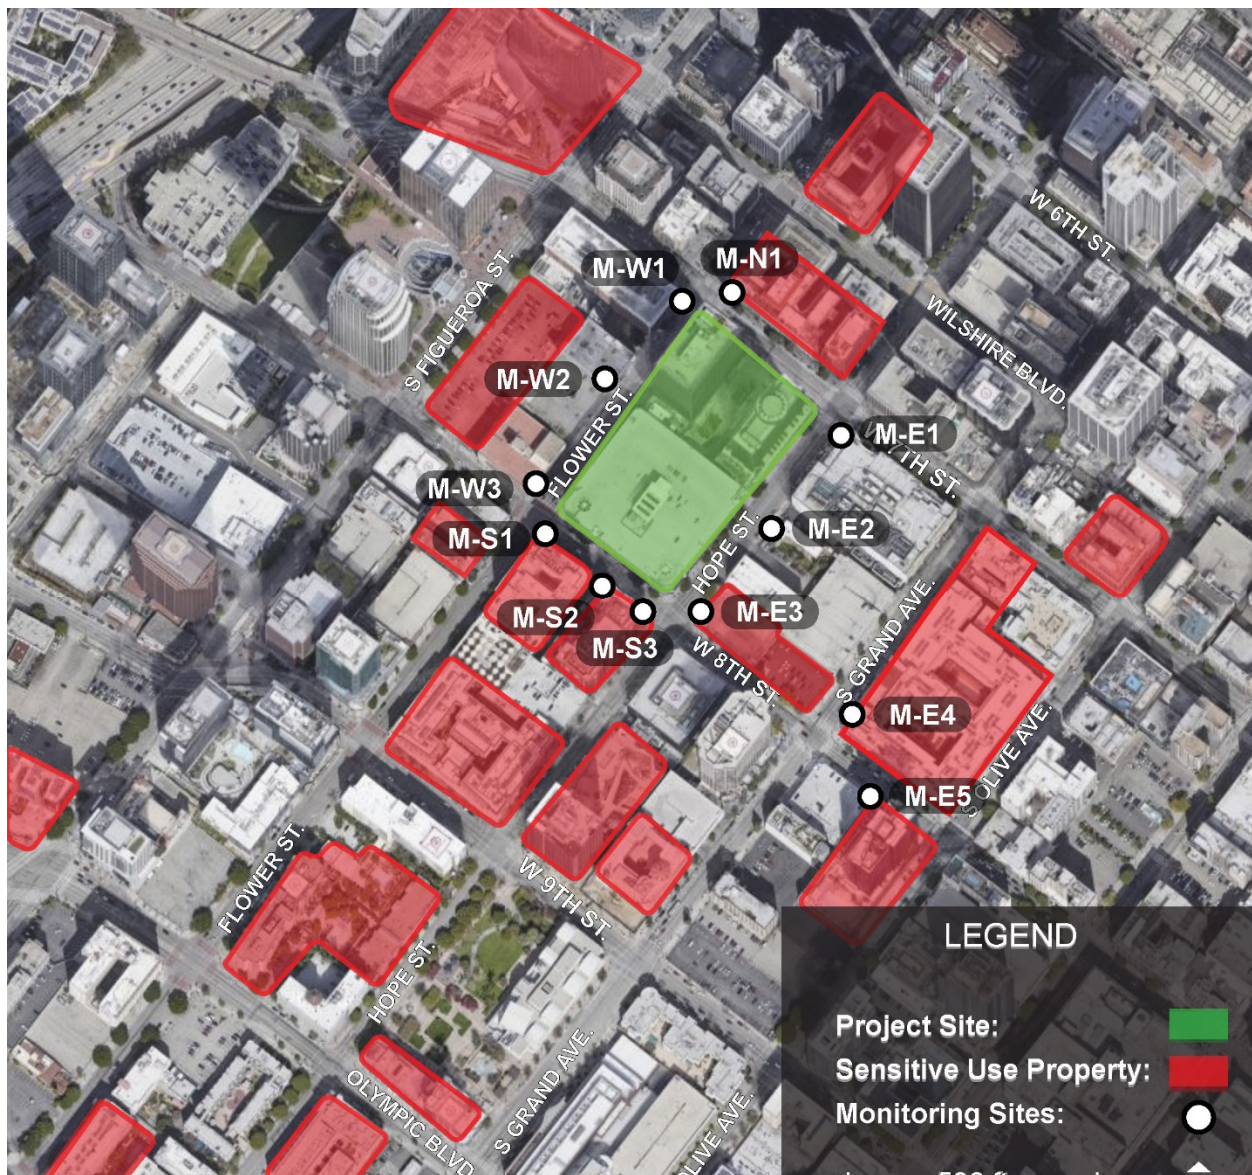 W 6TH ST.
M-N1
M-W1
S FIGUEROA ST.
WILSHIRE BLVD.
M-W2
FLOWER ST.
M-E1
W 7TH ST.
M-W3
M-S1
M-E2
HOPE ST.
M-S2
M-E3
M-S3
S GRAND AVE.
W 8TH ST.
M-E4
S OLIVE AVE.
M-E5
FLOWER ST.
W 9TH ST.
HOPE ST.
OLYMPIC BLVD.
S GRAND AVE.
OLIVE AVE.
LEGEND
Project Site:
Sensitive Use Property:
Monitoring Sites: